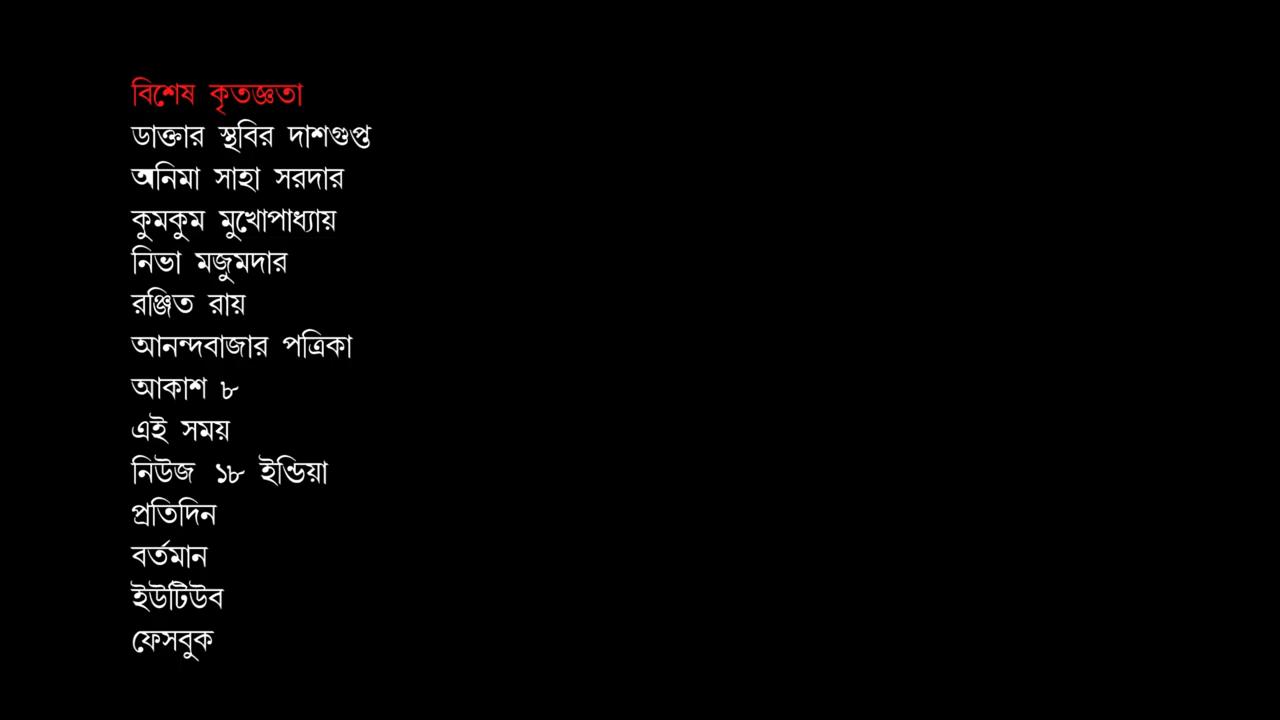 বিশেষ কৃতজ্ঞতা
ডাক্তার স্থবির দাশগুপ্ত
অনিমা সাহা সরদার
কুমকুম মুখোপাধ্যায়
নিভা মজুমদার
রঞ্জিত রায়
আনন্দবাজার পত্রিকা
আকাশ ৮
এই সময়
নিউজ ১৮ ইণ্ডিয়া
প্রতিদিন
বর্তমান
ইউটিউব
ফেসবুক